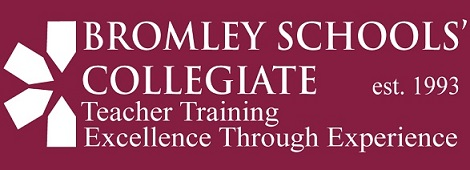 BROMLEY SCHOOLS'
COLLEGIATE est. 1993
Teacher Training
Excellence Through Experience